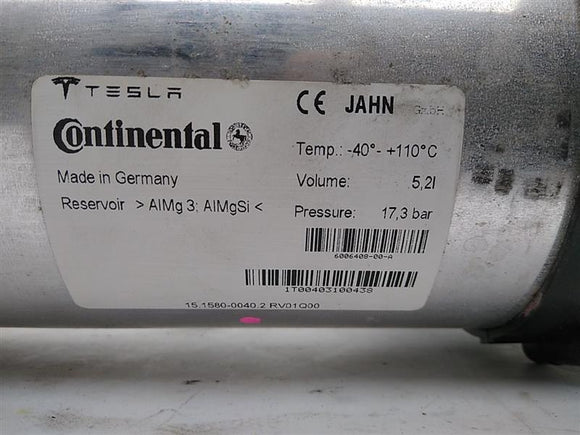 TESLA
Continental
Made in Germany
Reservoir > AlMg 3; AlMgSi <
CE JAHN GmbH
Temp.: -40°- +110°C
Volume: 5,2l
Pressure: 17,3 bar
6006408-00-A
1T00403100438
15.1580-0040.2 RV01Q00